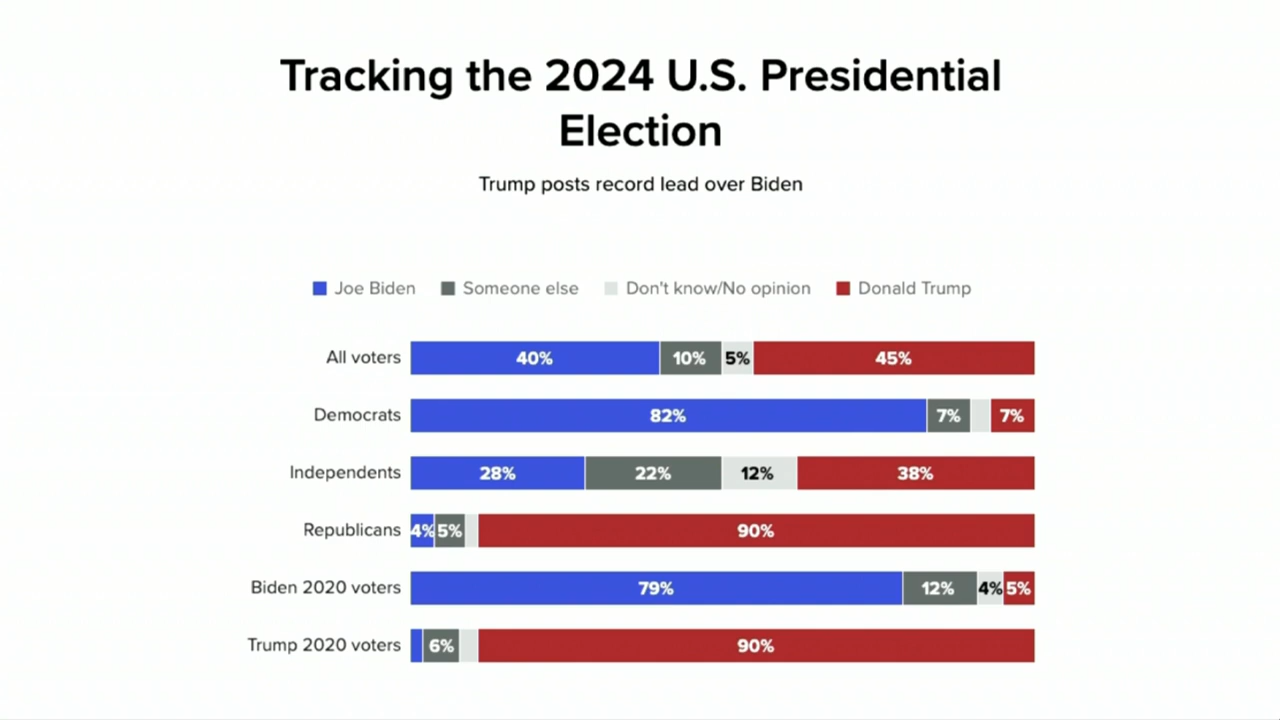 Tracking the 2024 U.S. Presidential
Election
Trump posts record lead over Biden
Joe Biden Someone else Don't know/No opinion Donald Trump
All voters 40% 10% 5% 45%
Democrats 82% 7% 7%
Independents 28% 22% 12% 38%
Republicans 4% 5% 90%
Biden 2020 voters 79% 12% 4% 5%
Trump 2020 voters 6% 90%